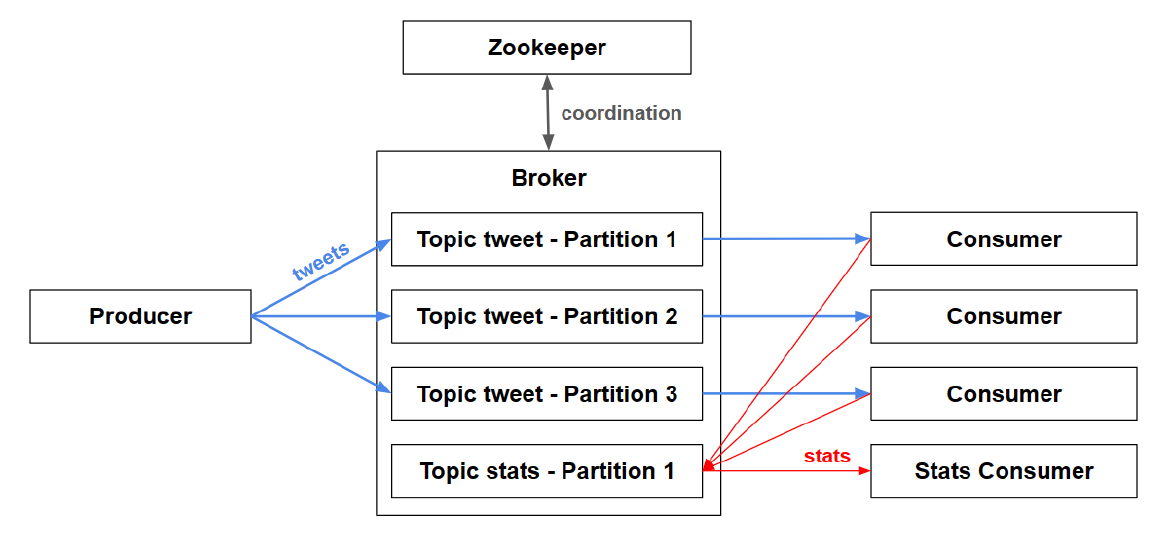 Zookeeper
coordination
Broker
Topic tweet - Partition 1
Consumer
tweets
Producer
Topic tweet - Partition 2
Consumer
Topic tweet - Partition 3
Consumer
stats
Topic stats - Partition 1
Stats Consumer